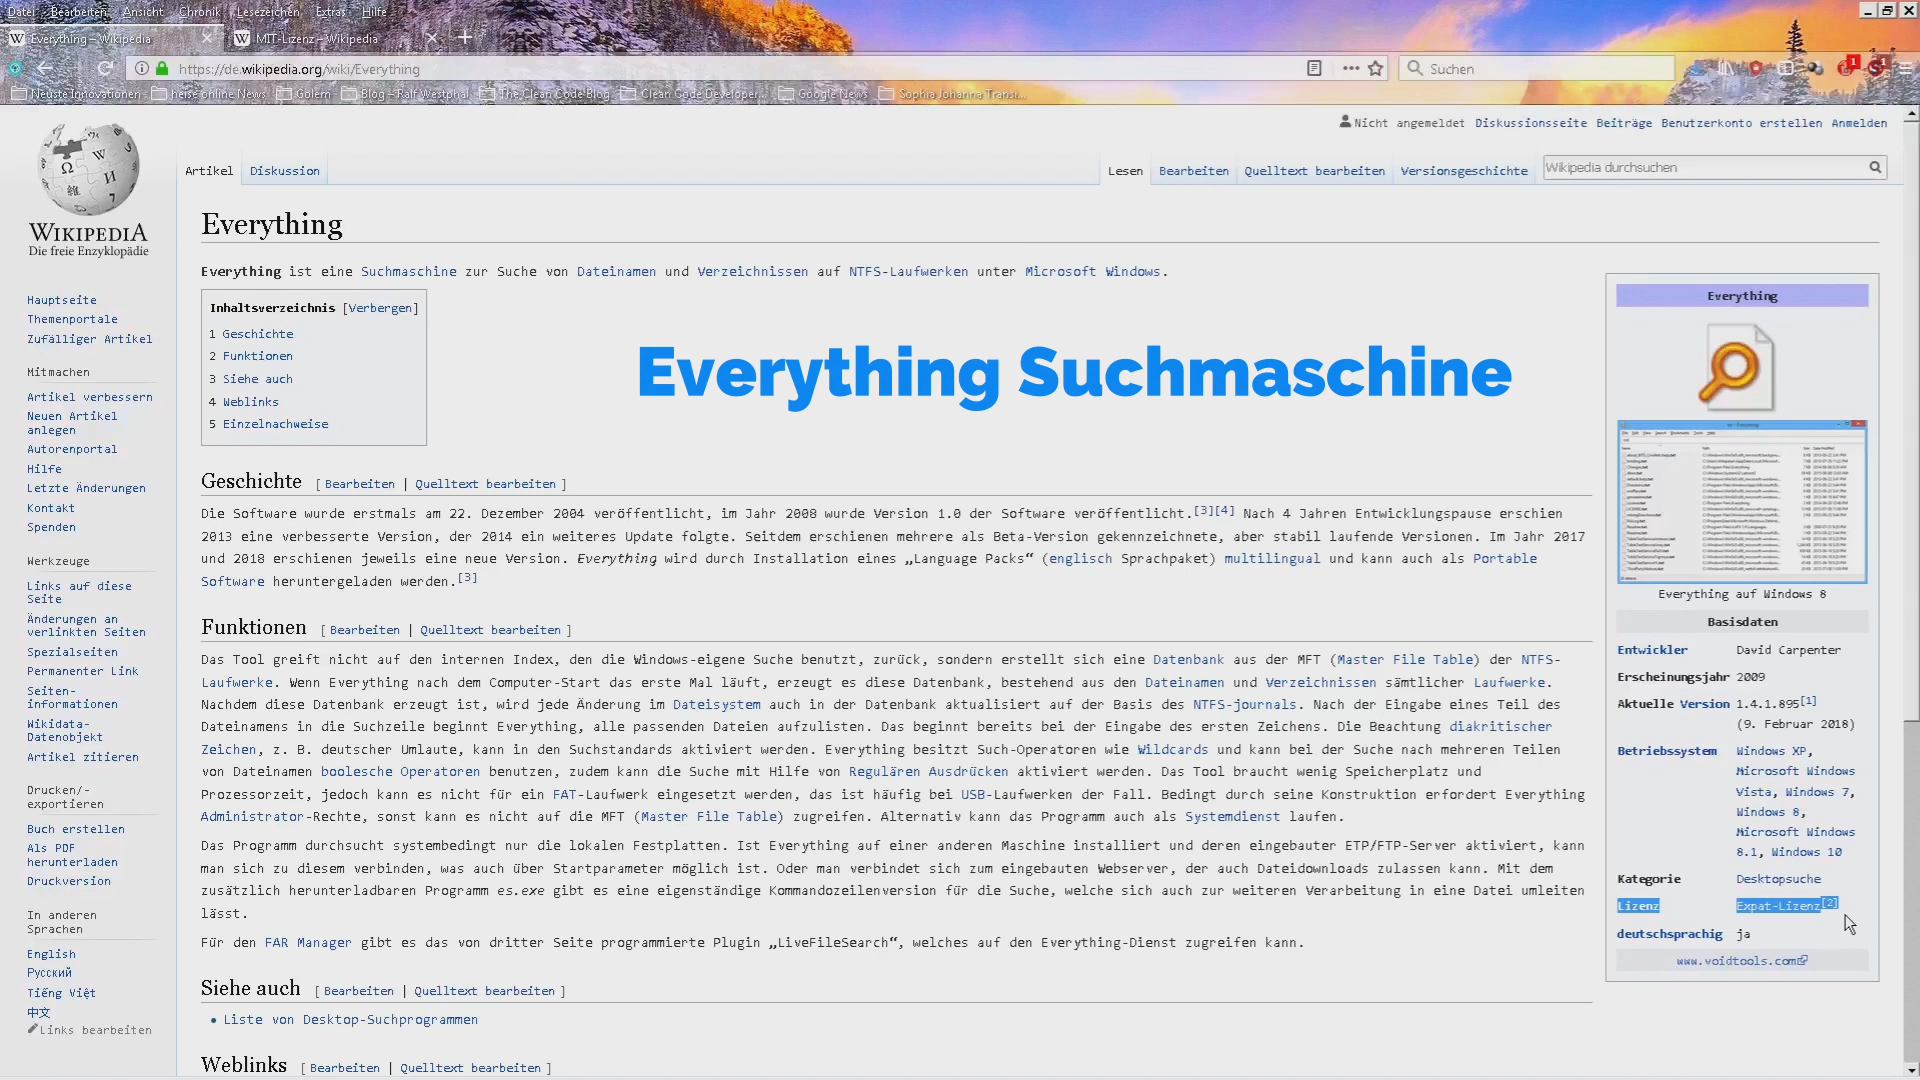 Datei Bearbeiten Ansicht Chronik Lesezeichen Extras Hilfe
Everything – Wikipedia
MIT-Lizenz – Wikipedia
https://de.wikipedia.org/wiki/Everything
Suchen
Neuste Innovationen heise online News Golem Blog – Ralf Westphal The Clean Code Blog Clean Code Developer... Google News Sophia Johanna Transi...
Nicht angemeldet Diskussionsseite Beiträge Benutzerkonto erstellen Anmelden
Artikel Diskussion Lesen Bearbeiten Quelltext bearbeiten Versionsgeschichte Wikipedia durchsuchen
WIKIPEDIA
Die freie Enzyklopädie
Hauptseite
Themenportale
Zufälliger Artikel
Mitmachen
Artikel verbessern
Neuen Artikel
anlegen
Autorenportal
Hilfe
Letzte Änderungen
Kontakt
Spenden
Werkzeuge
Links auf diese
Seite
Änderungen an
verlinkten Seiten
Spezialseiten
Permanenter Link
Seiten-
informationen
Wikidata-
Datenobjekt
Artikel zitieren
Drucken/-
exportieren
Buch erstellen
Als PDF
herunterladen
Druckversion
In anderen
Sprachen
English
Русский
Tiếng Việt
中文
Links bearbeiten
Everything
Everything ist eine Suchmaschine zur Suche von Dateinamen und Verzeichnissen auf NTFS-Laufwerken unter Microsoft Windows.
Inhaltsverzeichnis [Verbergen]
1 Geschichte
2 Funktionen
3 Siehe auch
4 Weblinks
5 Einzelnachweise
Everything Suchmaschine
Geschichte [ Bearbeiten | Quelltext bearbeiten ]
Die Software wurde erstmals am 22. Dezember 2004 veröffentlicht, im Jahr 2008 wurde Version 1.0 der Software veröffentlicht.[3][4] Nach 4 Jahren Entwicklungspause erschien
2013 eine verbesserte Version, der 2014 ein weiteres Update folgte. Seitdem erschienen mehrere als Beta-Version gekennzeichnete, aber stabil laufende Versionen. Im Jahr 2017
und 2018 erschienen jeweils eine neue Version. Everything wird durch Installation eines „Language Packs“ (englisch Sprachpaket) multilingual und kann auch als Portable
Software heruntergeladen werden.[3]
Funktionen [ Bearbeiten | Quelltext bearbeiten ]
Das Tool greift nicht auf den internen Index, den die Windows-eigene Suche benutzt, zurück, sondern erstellt sich eine Datenbank aus der MFT (Master File Table) der NTFS-
Laufwerke. Wenn Everything nach dem Computer-Start das erste Mal läuft, erzeugt es diese Datenbank, bestehend aus den Dateinamen und Verzeichnissen sämtlicher Laufwerke.
Nachdem diese Datenbank erzeugt ist, wird jede Änderung im Dateisystem auch in der Datenbank aktualisiert auf der Basis des NTFS-journals. Nach der Eingabe eines Teil des
Dateinamens in die Suchzeile beginnt Everything, alle passenden Dateien aufzulisten. Das beginnt bereits bei der Eingabe des ersten Zeichens. Die Beachtung diakritischer
Zeichen, z. B. deutscher Umlaute, kann in den Suchstandards aktiviert werden. Everything besitzt Such-Operatoren wie Wildcards und kann bei der Suche nach mehreren Teilen
von Dateinamen boolesche Operatoren benutzen, zudem kann die Suche mit Hilfe von Regulären Ausdrücken aktiviert werden. Das Tool braucht wenig Speicherplatz und
Prozessorzeit, jedoch kann es nicht für ein FAT-Laufwerk eingesetzt werden, das ist häufig bei USB-Laufwerken der Fall. Bedingt durch seine Konstruktion erfordert Everything
Administrator-Rechte, sonst kann es nicht auf die MFT (Master File Table) zugreifen. Alternativ kann das Programm auch als Systemdienst laufen.
Das Programm durchsucht systembedingt nur die lokalen Festplatten. Ist Everything auf einer anderen Maschine installiert und deren eingebauter ETP/FTP-Server aktiviert, kann
man sich zu diesem verbinden, was auch über Startparameter möglich ist. Oder man verbindet sich zum eingebauten Webserver, der auch Dateidownloads zulassen kann. Mit dem
zusätzlich herunterladbaren Programm es.exe gibt es eine eigenständige Kommandozeilenversion für die Suche, welche sich auch zur weiteren Verarbeitung in eine Datei umleiten
lässt.
Für den FAR Manager gibt es das von dritter Seite programmierte Plugin „LiveFileSearch“, welches auf den Everything-Dienst zugreifen kann.
Siehe auch [ Bearbeiten | Quelltext bearbeiten ]
Liste von Desktop-Suchprogrammen
Weblinks [ Bearbeiten | Quelltext bearbeiten ]
Everything
Everything auf Windows 8
Basisdaten
Entwickler David Carpenter
Erscheinungsjahr 2009
Aktuelle Version 1.4.1.895[1]
(9. Februar 2018)
Betriebssystem Windows XP,
Microsoft Windows
Vista, Windows 7,
Windows 8,
Microsoft Windows
8.1, Windows 10
Kategorie Desktopsuche
Lizenz Expat-Lizenz[2]
deutschsprachig ja
www.voidtools.com